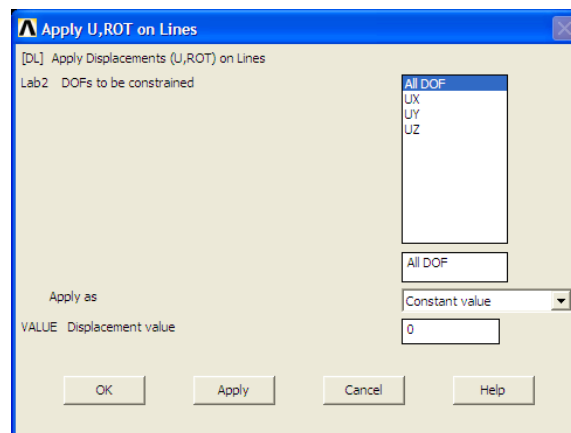 Apply U,ROT on Lines
[DL] Apply Displacements (U,ROT) on Lines
Lab2 DOFs to be constrained
All DOF
UX
UY
UZ
All DOF
Apply as
Constant value
VALUE Displacement value
0
OK
Apply
Cancel
Help